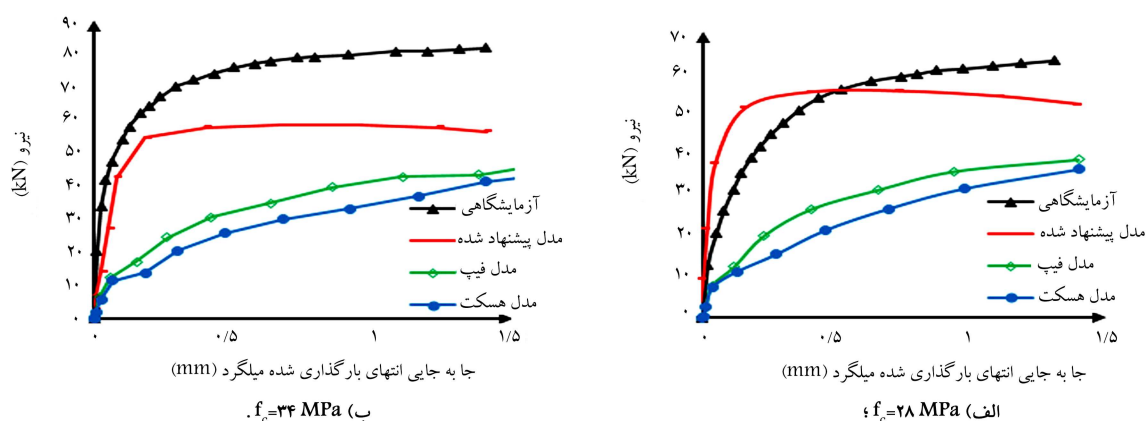 ۷۰
۶۰
۵۰
۴۰
۳۰
۲۰
۱۰
۰
نیرو (kN)
آزمایشگاهی
مدل پیشنهاد شده
مدل فیپ
مدل هسکت
۰ ۰/۵ ۱ ۱/۵
جا به جایی انتهای بارگذاری شده میلگرد (mm)
الف) f_c=۲۸ MPa ؛
۹۰
۸۰
۷۰
۶۰
۵۰
۴۰
۳۰
۲۰
۱۰
۰
نیرو (kN)
آزمایشگاهی
مدل پیشنهاد شده
مدل فیپ
مدل هسکت
۰ ۰/۵ ۱ ۱/۵
جا به جایی انتهای بارگذاری شده میلگرد (mm)
ب) f_c=۳۴ MPa .